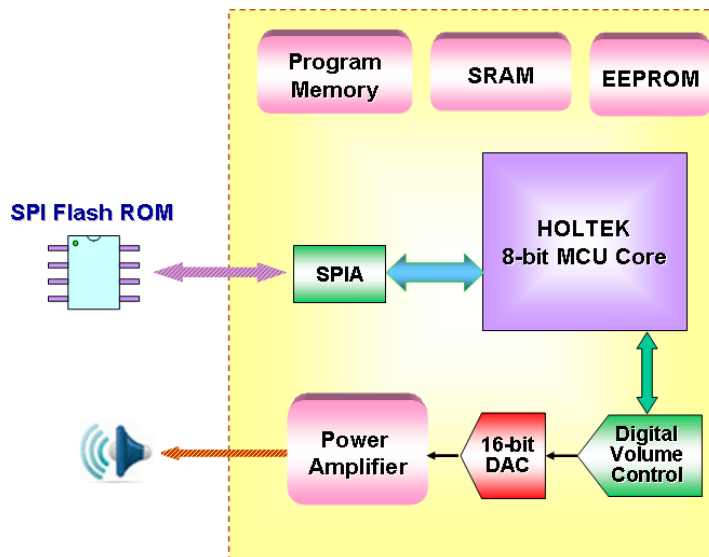 Program
Memory
SRAM
EEPROM
SPI Flash ROM
HOLTEK
8-bit MCU Core
SPIA
Power
Amplifier
16-bit
DAC
Digital
Volume
Control